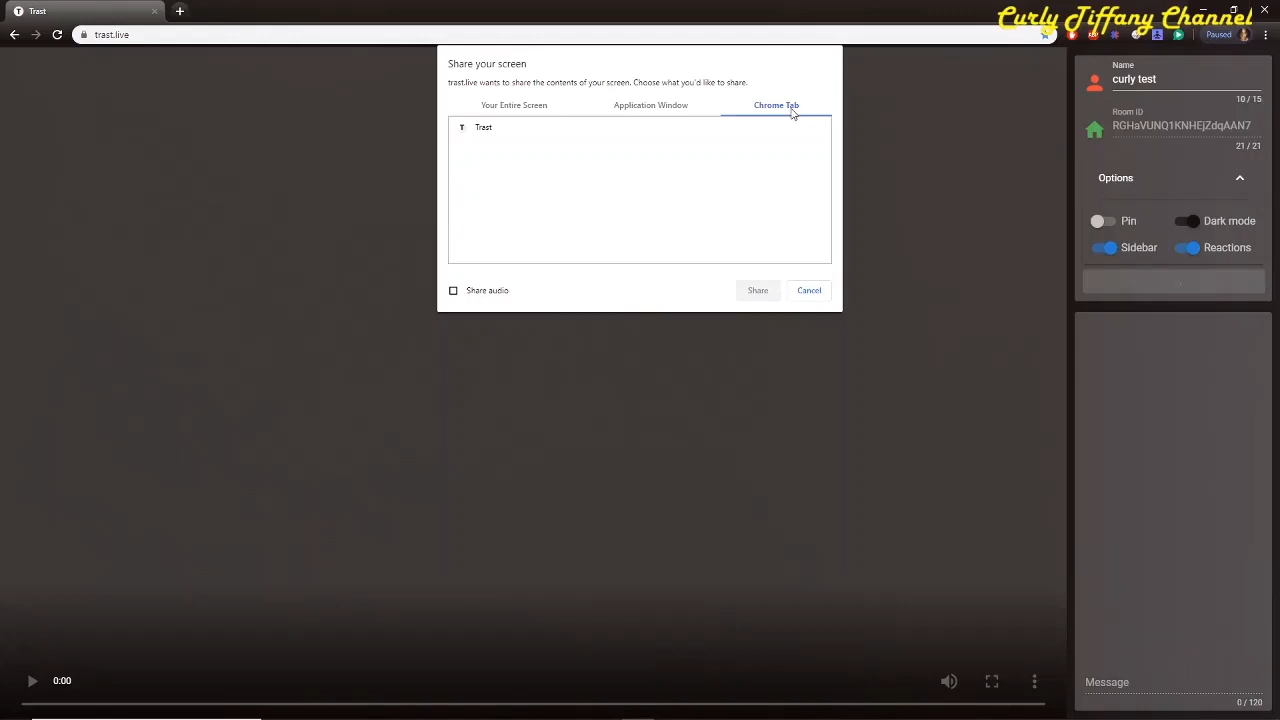 Trast
Curly Tiffany Channel
trast.live
Paused
Share your screen
trast.live wants to share the contents of your screen. Choose what you'd like to share.
Your Entire Screen
Application Window
Chrome Tab
T Trast
Share audio
Share
Cancel
Name
curly test
10 / 15
Room ID
RGHaVUNQ1KNHEjZdqAAN7
21 / 21
Options
Pin
Dark mode
Sidebar
Reactions
0:00
Message
0 / 120